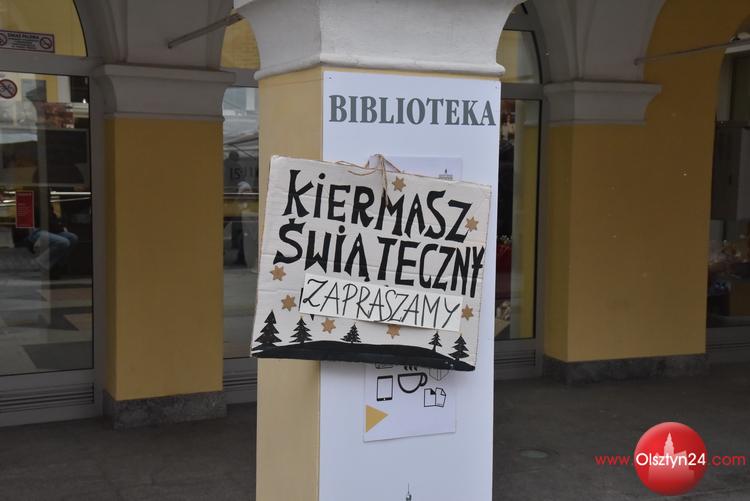 BIBLIOTEKA
KIERMASZ
ŚWIĄTECZNY
ZAPRASZAMY
www.Olsztyn24.com